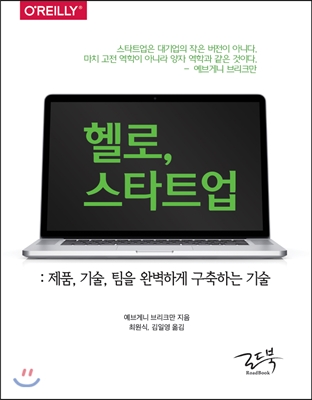 O'REILLY®
스타트업은 대기업의 작은 버전이 아니다.
마치 고전 역학이 아니라 양자 역학과 같은 것이다.
- 예브게니 브리크만
헬로,
스타트업
: 제품, 기술, 팀을 완벽하게 구축하는 기술
예브게니 브리크만 지음
최원식, 김일영 옮김
로드북
RoadBook